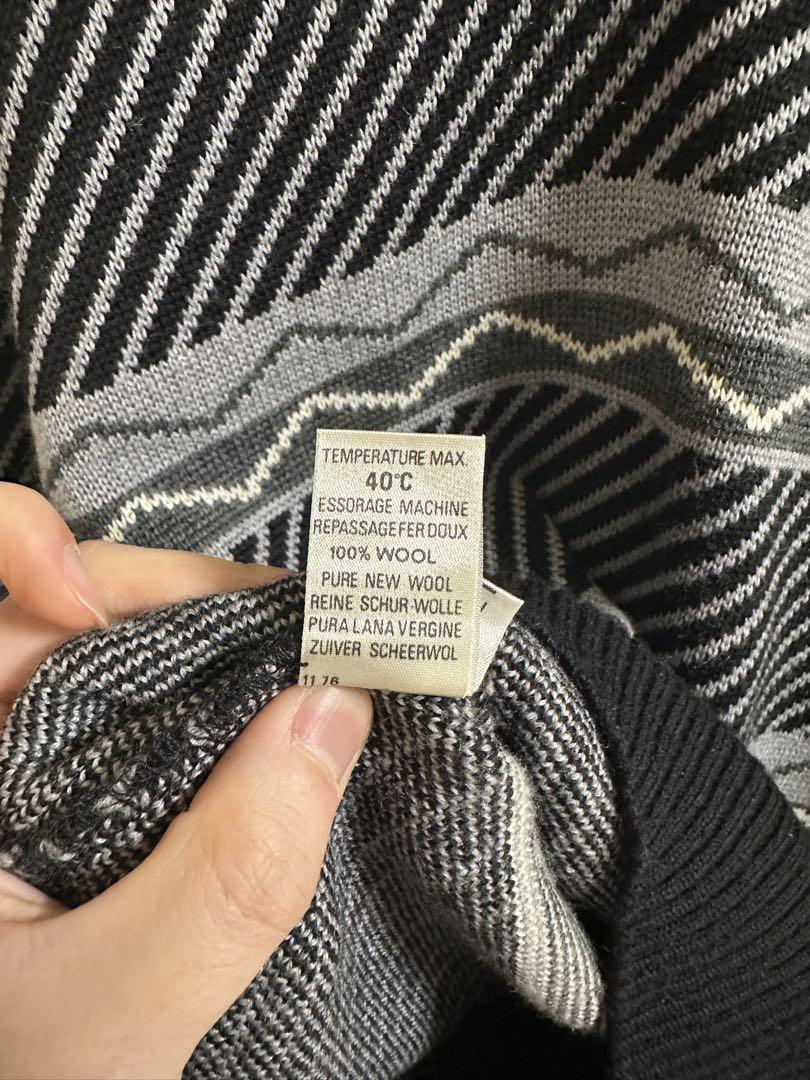 TEMPERATURE MAX.
40°C
ESSORAGE MACHINE
REPASSAGE FER DOUX
100% WOOL
PURE NEW WOOL
REINE SCHUR-WOLLE
PURA LANA VERGINE
ZUIVER SCHEERWOL
11.76